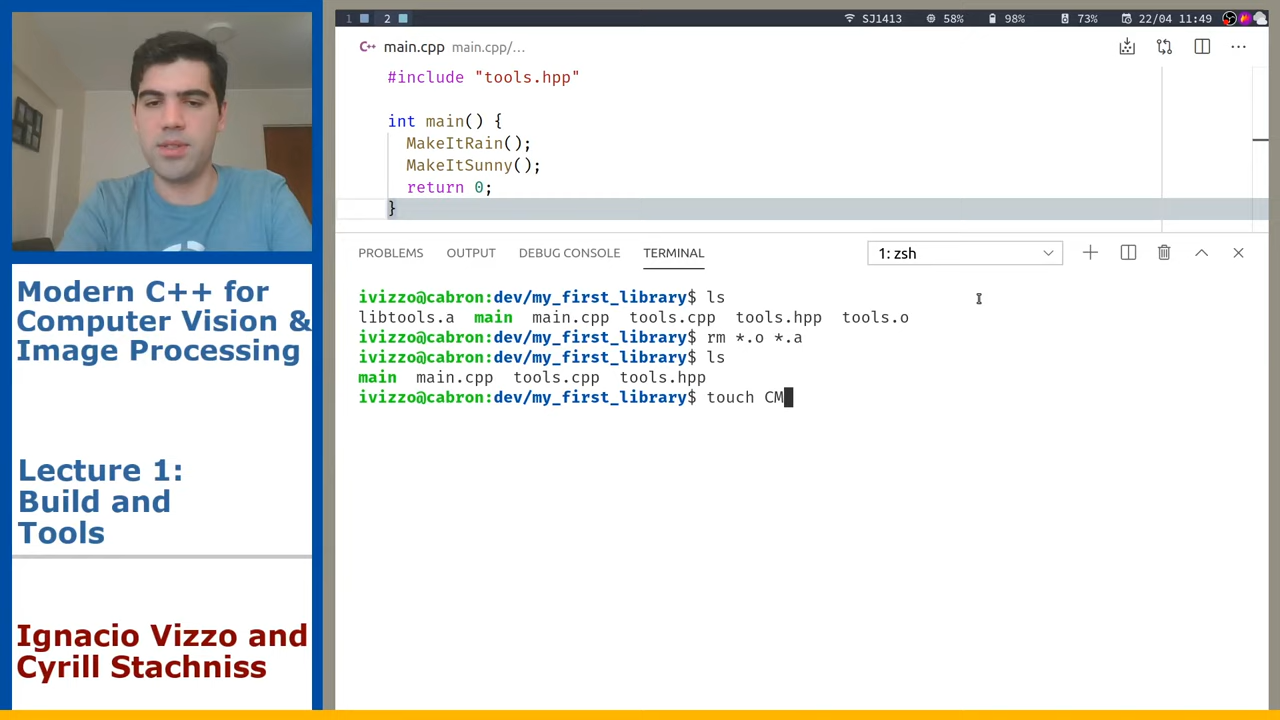 1 2 SJ1413 58% 98% 73% 22/04 11:49
main.cpp main.cpp/...
#include "tools.hpp"
int main() {
MakeItRain();
MakeItSunny();
return 0;
}
PROBLEMS OUTPUT DEBUG CONSOLE TERMINAL 1: zsh
ivizzo@cabron:dev/my_first_library$ ls
libtools.a main main.cpp tools.cpp tools.hpp tools.o
ivizzo@cabron:dev/my_first_library$ rm *.o *.a
ivizzo@cabron:dev/my_first_library$ ls
main main.cpp tools.cpp tools.hpp
ivizzo@cabron:dev/my_first_library$ touch CM
Modern C++ for
Computer Vision &
Image Processing
Lecture 1:
Build and
Tools
Ignacio Vizzo and
Cyrill Stachniss